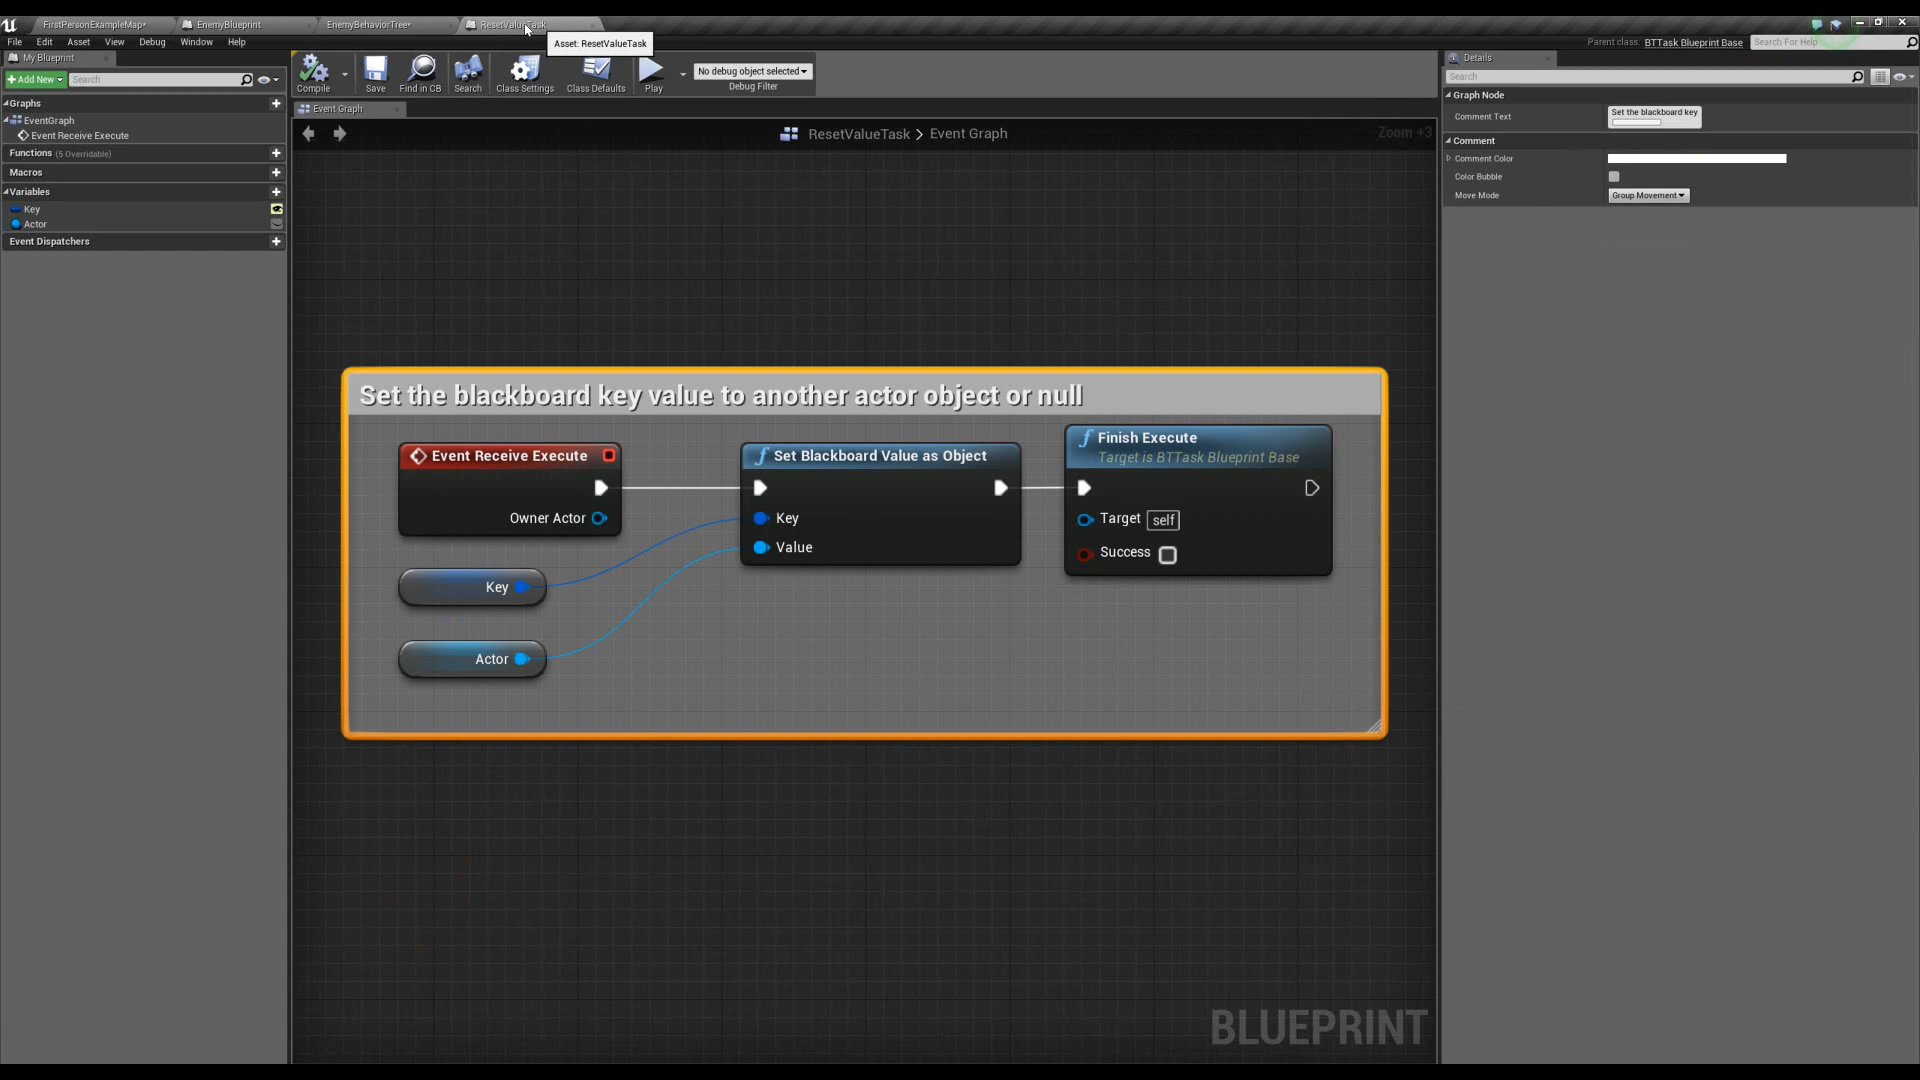 FirstPersonExampleMap*
EnemyBlueprint
EnemyBehaviorTree*
ResetValueTask
File Edit Asset View Debug Window Help
Asset: ResetValueTask
Parent class: BTTask Blueprint Base
Search For Help
My Blueprint
Add New
Search
Graphs
EventGraph
Event Receive Execute
Functions (5 Overridable)
Macros
Variables
Key
Actor
Event Dispatchers
Compile
Save
Find in CB
Search
Class Settings
Class Defaults
Play
No debug object selected
Debug Filter
Event Graph
ResetValueTask > Event Graph
Zoom +3
Set the blackboard key value to another actor object or null
Event Receive Execute
Owner Actor
Key
Actor
Set Blackboard Value as Object
Key
Value
Finish Execute
Target is BTTask Blueprint Base
Target self
Success
BLUEPRINT
Details
Search
Graph Node
Comment Text
Set the blackboard key
Comment
Comment Color
Color Bubble
Move Mode
Group Movement